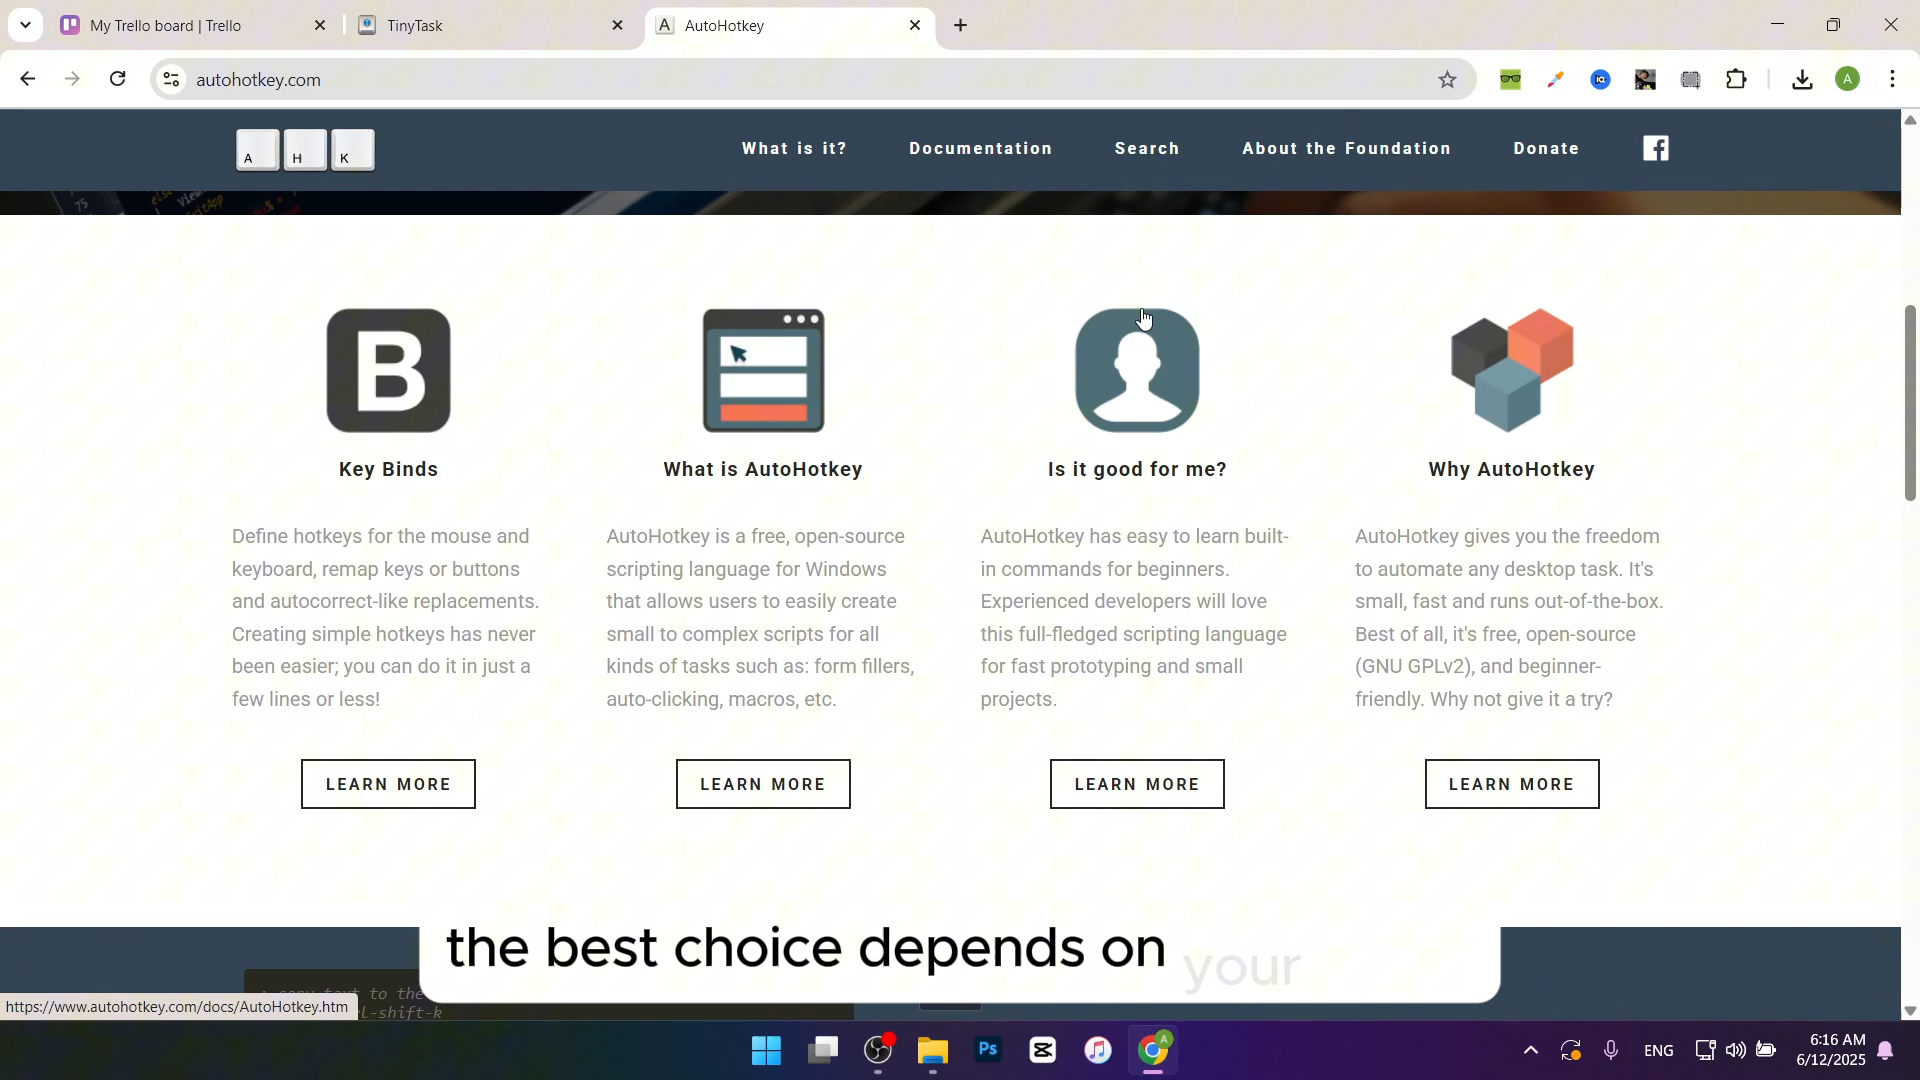 My Trello board | Trello
TinyTask
A AutoHotkey
autohotkey.com
IQ
A
A H K
What is it?
Documentation
Search
About the Foundation
Donate
75
B
Key Binds
What is AutoHotkey
Is it good for me?
Why AutoHotkey
Define hotkeys for the mouse and
keyboard, remap keys or buttons
and autocorrect-like replacements.
Creating simple hotkeys has never
been easier; you can do it in just a
few lines or less!
AutoHotkey is a free, open-source
scripting language for Windows
that allows users to easily create
small to complex scripts for all
kinds of tasks such as: form fillers,
auto-clicking, macros, etc.
AutoHotkey has easy to learn built-
in commands for beginners.
Experienced developers will love
this full-fledged scripting language
for fast prototyping and small
projects.
AutoHotkey gives you the freedom
to automate any desktop task. It's
small, fast and runs out-of-the-box.
Best of all, it's free, open-source
(GNU GPLv2), and beginner-
friendly. Why not give it a try?
LEARN MORE
LEARN MORE
LEARN MORE
LEARN MORE
the best choice depends on your
text to the
l-shift-k
https://www.autohotkey.com/docs/AutoHotkey.htm
Ps
A
ENG
6:16 AM
6/12/2025